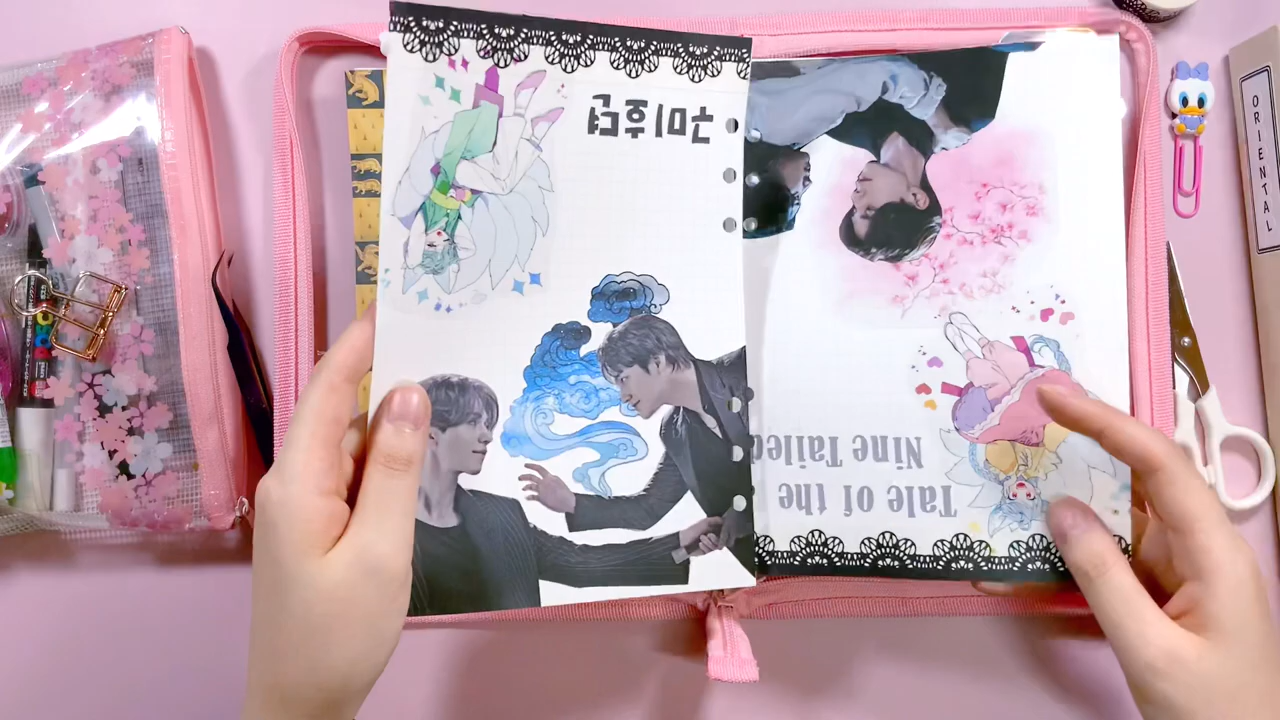 구미호뎐
Tale of the
Nine Tailed
ORIENTAL